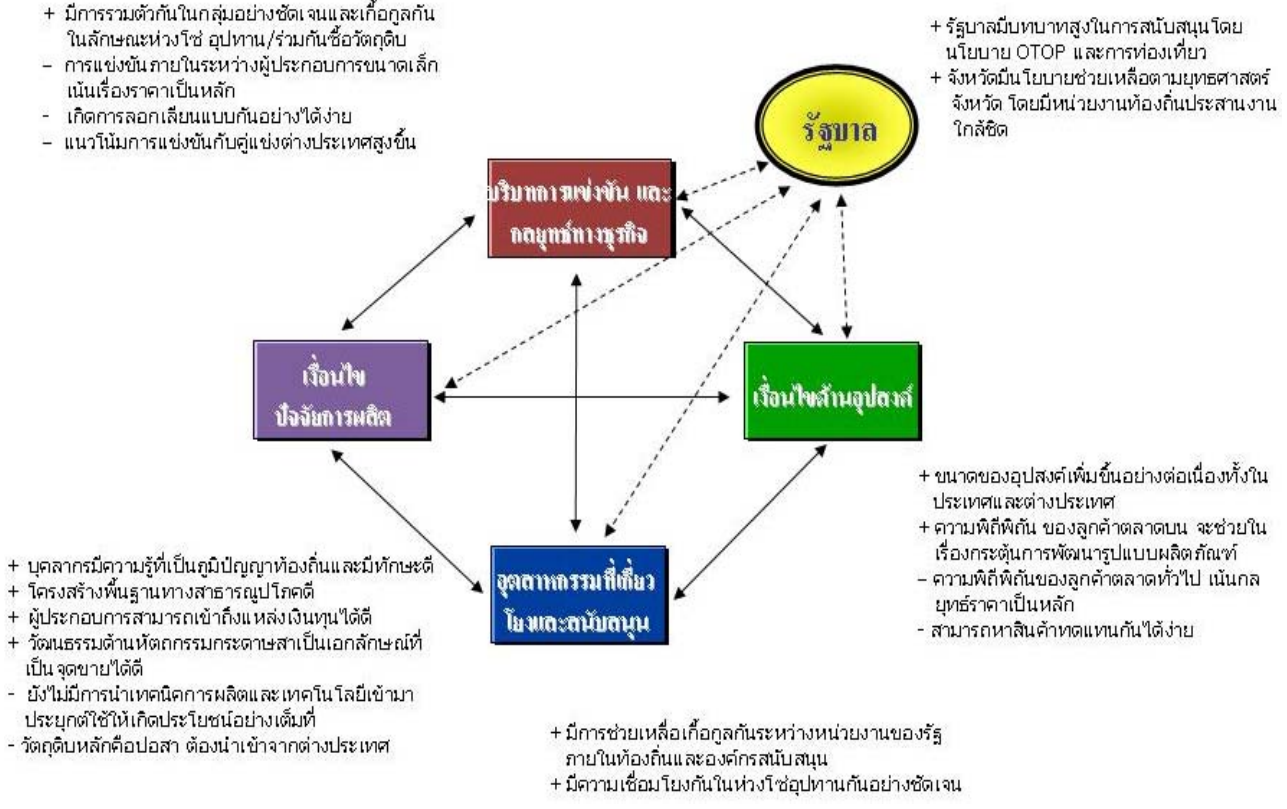 + มีการรวมตัวกันในกลุ่มอย่างชัดเจนและเกื้อกูลกัน
ในลักษณะห่วงโซ่ อุปทาน/ร่วมกันซื้อวัตถุดิบ
– การแข่งขันภายในระหว่างผู้ประกอบการขนาดเล็ก
เน้นเรื่องราคาเป็นหลัก
- เกิดการลอกเลียนแบบกันอย่างได้ง่าย
– แนวโน้มการแข่งขันกับคู่แข่งต่างประเทศสูงขึ้น
+ รัฐบาลมีบทบาทสูงในการสนับสนุนโดย
นโยบาย OTOP และการท่องเที่ยว
+ จังหวัดมีนโยบายช่วยเหลือตามยุทธศาสตร์
จังหวัด โดยมีหน่วยงานท้องถิ่นประสานงาน
ใกล้ชิด
รัฐบาล
บริบทการแข่งขัน และ
กลยุทธ์ทางธุรกิจ
เงื่อนไข
ปัจจัยการผลิต
เงื่อนไขด้านอุปสงค์
อุตสาหกรรมที่เกี่ยว
โยงและสนับสนุน
+ ขนาดของอุปสงค์เพิ่มขึ้นอย่างต่อเนื่องทั้งใน
ประเทศและต่างประเทศ
+ ความพิถีพิถัน ของลูกค้าตลาดบน จะช่วยใน
เรื่องกระตุ้นการพัฒนารูปแบบผลิตภัณฑ์
– ความพิถีพิถันของลูกค้าตลาดทั่วไป เน้นกล
ยุทธ์ราคาเป็นหลัก
- สามารถหาสินค้าทดแทนกันได้ง่าย
+ บุคลากรมีความรู้ที่เป็นภูมิปัญญาท้องถิ่นและมีทักษะดี
+ โครงสร้างพื้นฐานทางสาธารณูปโภคดี
+ ผู้ประกอบการสามารถเข้าถึงแหล่งเงินทุนได้ดี
+ วัฒนธรรมด้านหัตถกรรมกระดาษสาเป็นเอกลักษณ์ที่
เป็นจุดขายได้ดี
- ยังไม่มีการนำเทคนิคการผลิตและเทคโนโลยีเข้ามา
ประยุกต์ใช้ให้เกิดประโยชน์อย่างเต็มที่
- วัตถุดิบหลักคือปอสา ต้องนำเข้าจากต่างประเทศ
+ มีการช่วยเหลือเกื้อกูลกันระหว่างหน่วยงานของรัฐ
ภายในท้องถิ่นและองค์กรสนับสนุน
+ มีความเชื่อมโยงกันในห่วงโซ่อุปทานกันอย่างชัดเจน